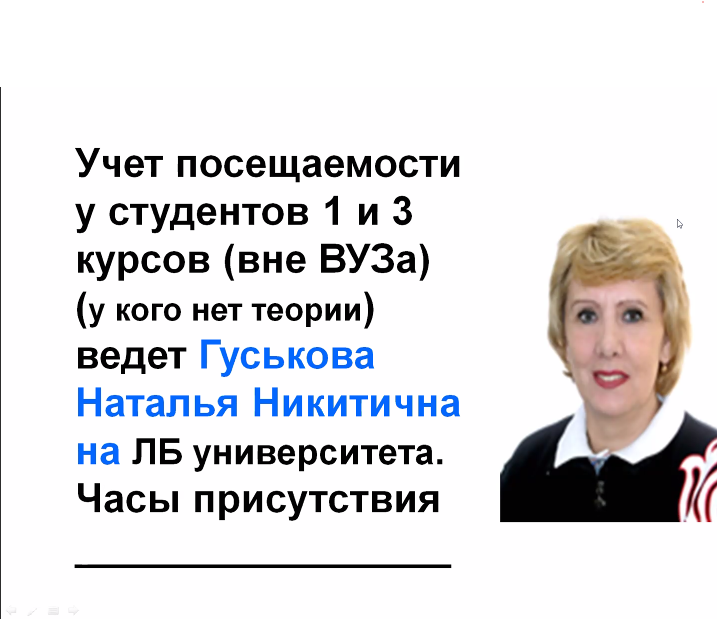 Учет посещаемости
у студентов 1 и 3
курсов (вне ВУЗа)
(у кого нет теории)
ведет Гуськова
Наталья Никитична
на ЛБ университета.
Часы присутствия